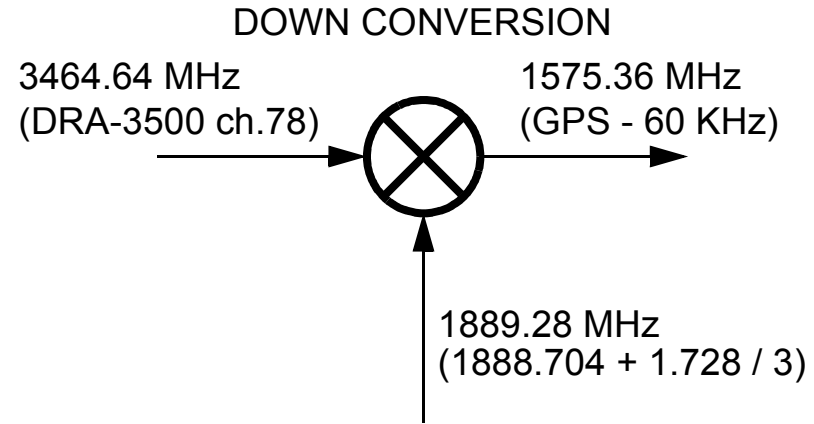 DOWN CONVERSION
3464.64 MHz
(DRA-3500 ch.78)
1575.36 MHz
(GPS - 60 KHz)
1889.28 MHz
(1888.704 + 1.728 / 3)